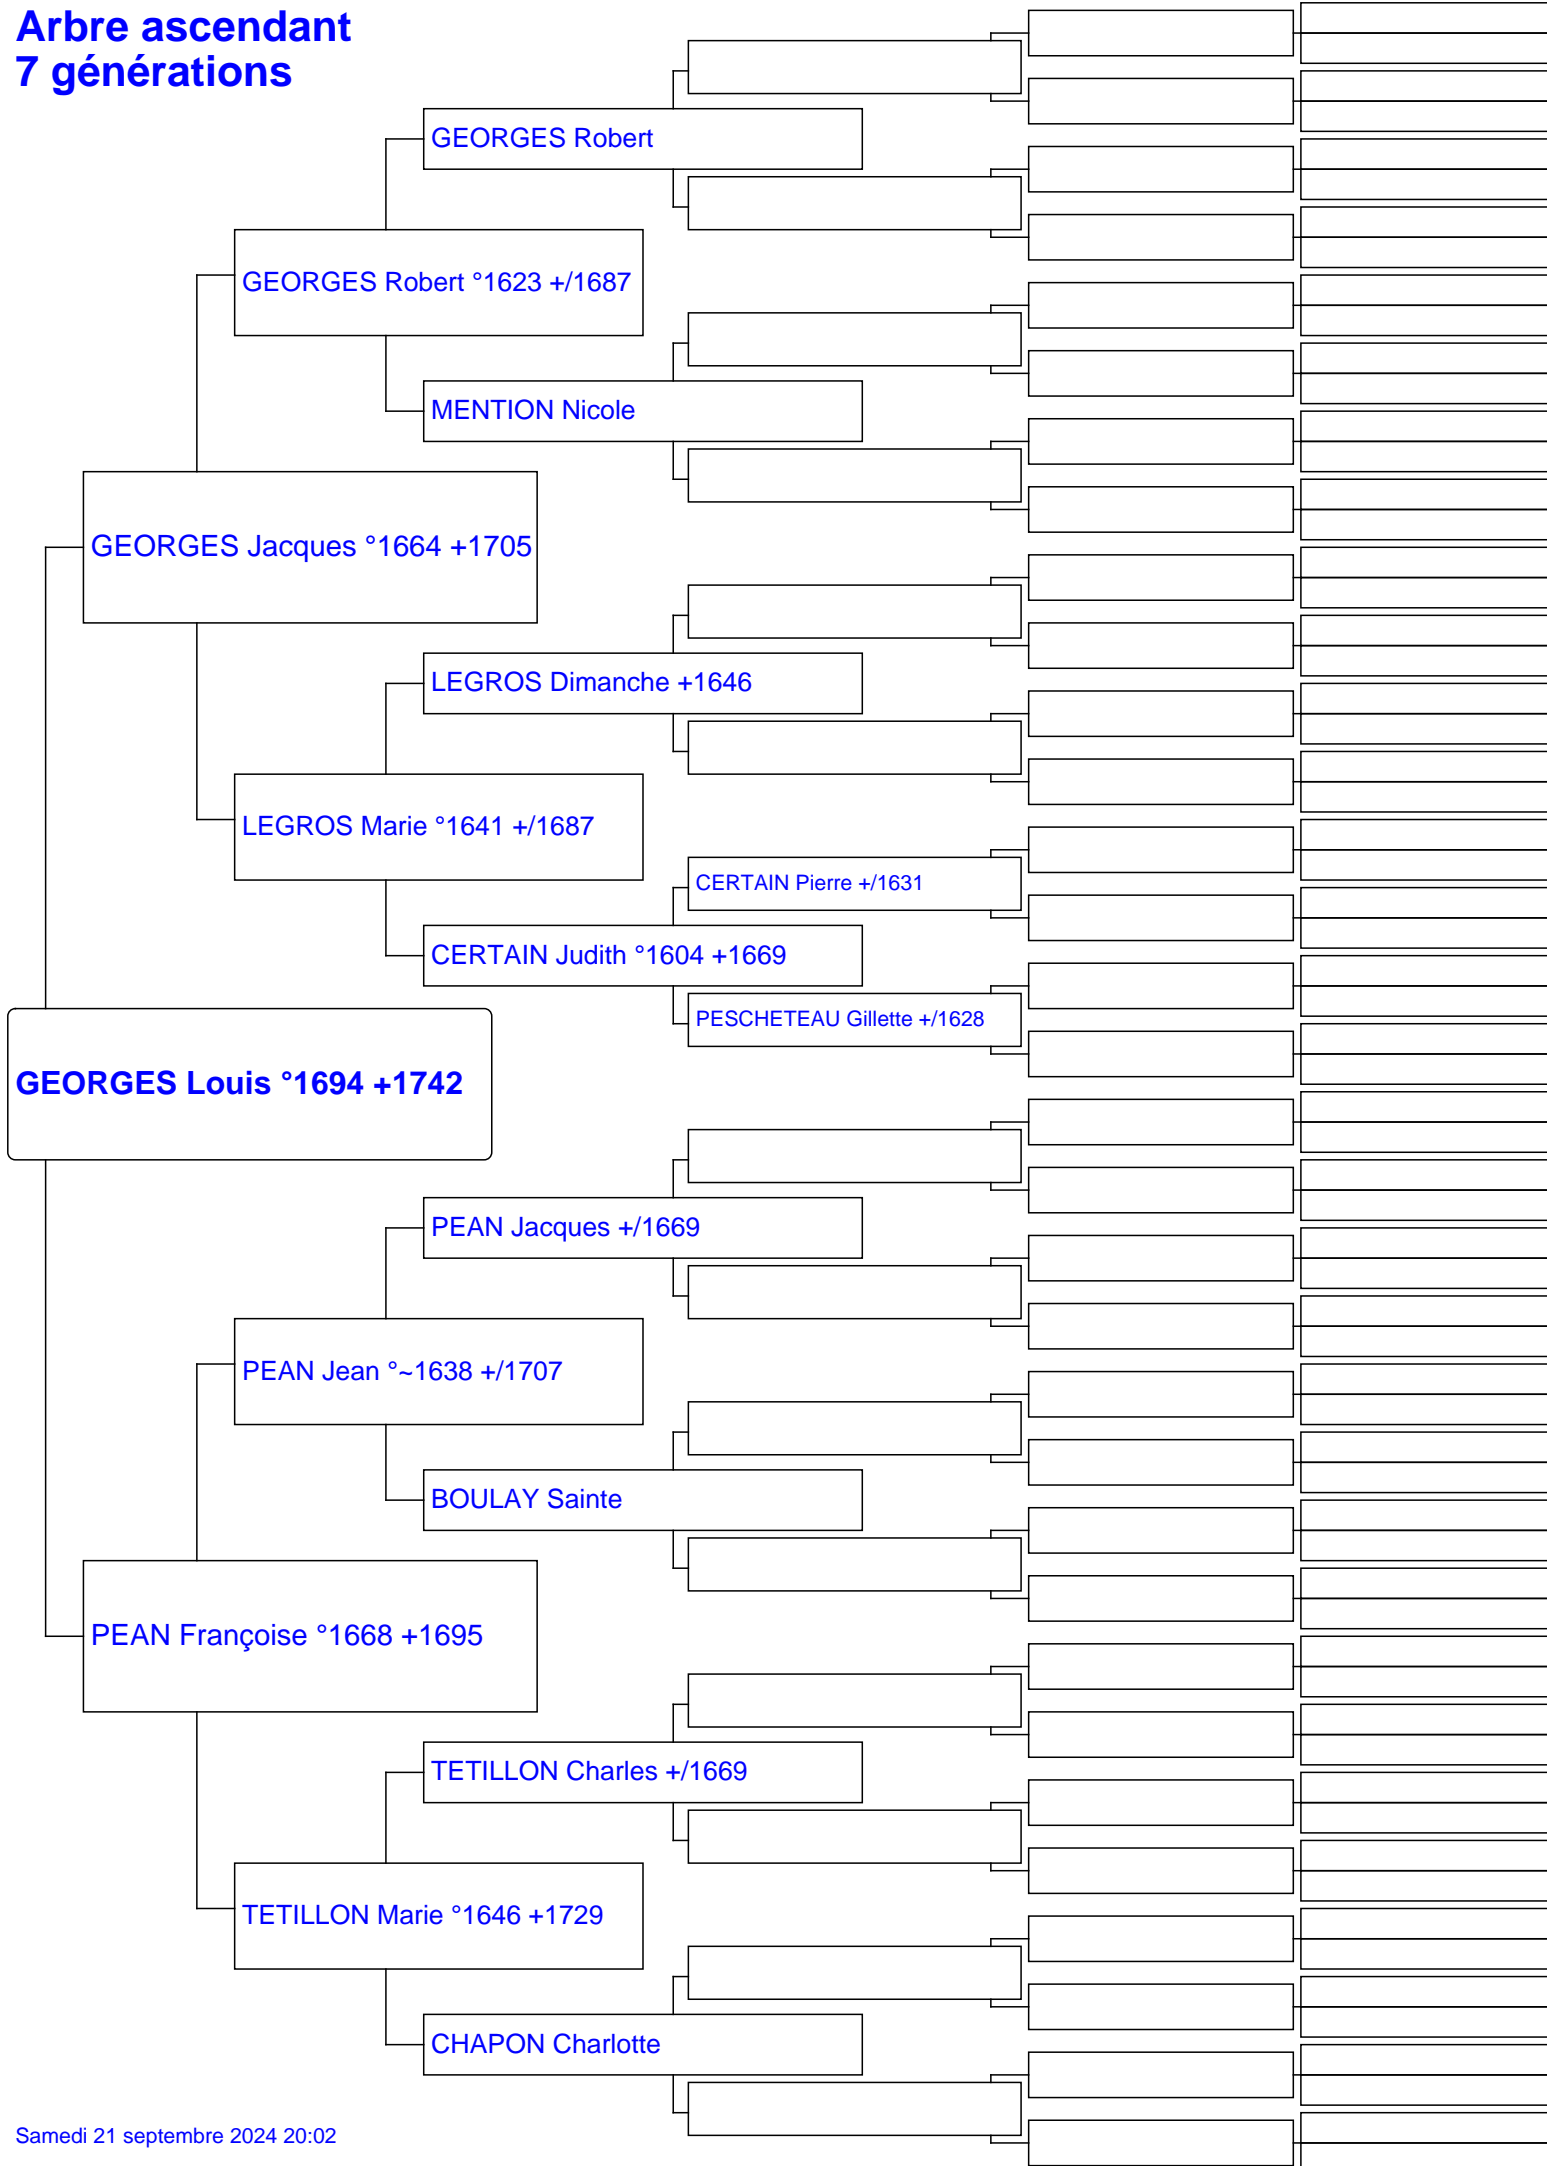 Arbre ascendant
7 générations
GEORGES Robert
GEORGES Robert °1623 +/1687
MENTION Nicole
GEORGES Jacques °1664 +1705
LEGROS Dimanche +1646
LEGROS Marie °1641 +/1687
CERTAIN Pierre +/1631
CERTAIN Judith °1604 +1669
PESCHETEAU Gillette +/1628
GEORGES Louis °1694 +1742
PEAN Jacques +/1669
PEAN Jean °~1638 +/1707
BOULAY Sainte
PEAN Françoise °1668 +1695
TETILLON Charles +/1669
TETILLON Marie °1646 +1729
CHAPON Charlotte
Samedi 21 septembre 2024 20:02